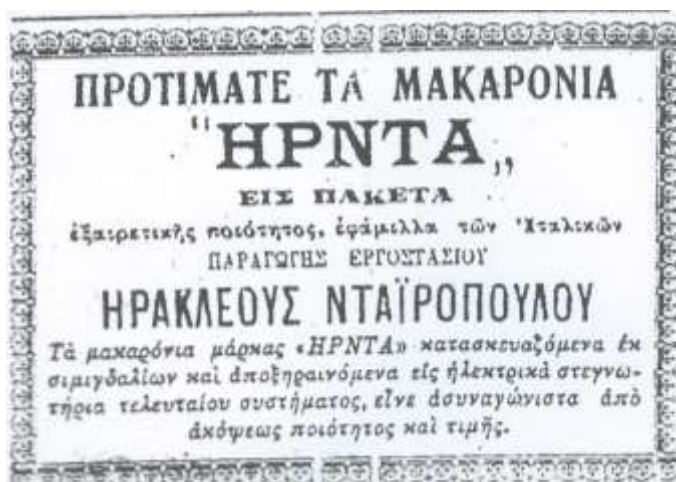 ΠΡΟΤΙΜΑΤΕ ΤΑ ΜΑΚΑΡΟΝΙΑ
"ΗΡΝΤΑ„
ΕΙΣ ΠΑΚΕΤΑ
ἐξαιρετικῆς ποιότητος, ἐφάμιλλα τῶν Ἰταλικῶν
ΠΑΡΑΓΩΓΗΣ ΕΡΓΟΣΤΑΣΙΟΥ
ΗΡΑΚΛΕΟΥΣ ΝΤΑΪΡΟΠΟΥΛΟΥ
Τὰ μακαρόνια μάρκας «ΗΡΝΤΑ» κατασκευαζόμενα ἐκ
σιμιγδαλίων καὶ ἀποξηραινόμενα εἰς ἠλεκτρικὰ στεγνω-
τήρια τελευταίου συστήματος, εἶνε ἀσυναγώνιστα ἀπὸ
ἀπόψεως ποιότητος καὶ τιμῆς.